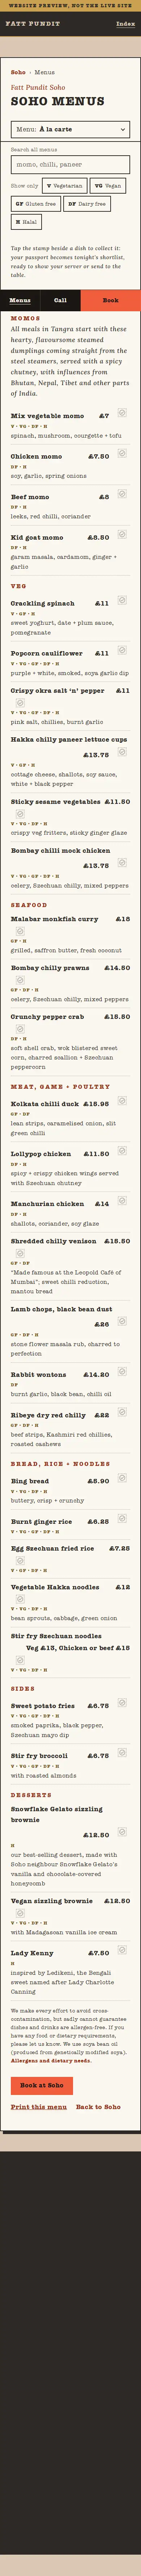 WEBSITE PREVIEW, NOT THE LIVE SITE
FATT PUNDIT
Index
Soho › Menus
Fatt Pundit Soho
SOHO MENUS
Menu: À la carte
Search all menus
momo, chilli, paneer
Show only
V Vegetarian
VG Vegan
GF Gluten free
DF Dairy free
H Halal
Tap the stamp beside a dish to collect it:
your passport becomes tonight's shortlist,
ready to show your server or send to the
table.
Menus
Call
Book
MOMOS
All meals in Tangra start with these
hearty, flavoursome steamed
dumplings coming straight from the
steel steamers, served with a spicy
chutney, with influences from
Bhutan, Nepal, Tibet and other parts
of India.
Mix vegetable momo £7
V · VG · DF · H
spinach, mushroom, courgette + tofu
Chicken momo £7.50
DF · H
soy, garlic, spring onions
Beef momo £8
DF · H
leeks, red chilli, coriander
Kid goat momo £8.50
DF · H
garam masala, cardamom, ginger +
garlic
VEG
Crackling spinach £11
V · GF · H
sweet yoghurt, date + plum sauce,
pomegranate
Popcorn cauliflower £11
V · VG · GF · DF · H
purple + white, smoked, soya garlic dip
Crispy okra salt 'n' pepper £11
V · VG · GF · DF · H
pink salt, chillies, burnt garlic
Hakka chilly paneer lettuce cups
£13.75
V · GF · H
cottage cheese, shallots, soy sauce,
white + black pepper
Sticky sesame vegetables £11.50
V · VG · DF · H
crispy veg fritters, sticky ginger glaze
Bombay chilli mock chicken
£13.75
V · VG · DF · H
celery, Szechuan chilly, mixed peppers
SEAFOOD
Malabar monkfish curry £18
GF · H
grilled, saffron butter, fresh coconut
Bombay chilly prawns £14.50
GF · DF · H
celery, Szechuan chilly, mixed peppers
Crunchy pepper crab £18.50
DF · H
soft shell crab, wok blistered sweet
corn, charred scallion + Szechuan
peppercorn
MEAT, GAME + POULTRY
Kolkata chilli duck £15.95
GF · DF
lean strips, caramelised onion, slit
green chilli
Lollypop chicken £11.50
DF · H
spicy + crispy chicken wings served
with Szechuan chutney
Manchurian chicken £14
DF · H
shallots, coriander, soy glaze
Shredded chilly venison £15.50
GF · DF
"Made famous at the Leopold Café of
Mumbai", sweet chilli reduction,
mantou bread
Lamb chops, black bean dust
£26
GF · DF · H
stone flower masala rub, charred to
perfection
Rabbit wontons £14.20
DF
burnt garlic, black bean, chilli oil
Ribeye dry red chilly £22
GF · DF · H
beef strips, Kashmiri red chillies,
roasted cashews
BREAD, RICE + NOODLES
Bing bread £5.90
V · VG · DF · H
buttery, crisp + crunchy
Burnt ginger rice £6.25
V · VG · GF · DF · H
Egg Szechuan fried rice £7.25
V · GF · DF · H
Vegetable Hakka noodles £12
V · VG · DF · H
bean sprouts, cabbage, green onion
Stir fry Szechuan noodles
Veg £13, Chicken or beef £15
V · VG · DF · H
SIDES
Sweet potato fries £6.75
V · VG · GF · DF · H
smoked paprika, black pepper,
Szechuan mayo dip
Stir fry broccoli £6.75
V · VG · GF · DF · H
with roasted almonds
DESSERTS
Snowflake Gelato sizzling
brownie
£12.50
H
our best-selling dessert, made with
Soho neighbour Snowflake Gelato's
vanilla and chocolate-covered
honeycomb
Vegan sizzling brownie £12.50
V · VG · DF · H
with Madagascan vanilla ice cream
Lady Kenny £7.50
H
inspired by Ledikeni, the Bengali
sweet named after Lady Charlotte
Canning
We make every effort to avoid cross-
contamination, but sadly cannot guarantee
dishes and drinks are allergen-free. If you
have any food or dietary requirements,
please let us know. We use soya bean oil
(produced from genetically modified soya).
Allergens and dietary needs.
Book at Soho
Print this menu
Back to Soho